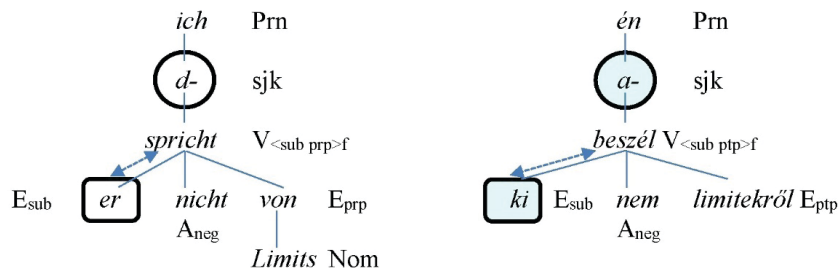 ich Prn én Prn
d- sjk a- sjk
spricht V<sub prp>f beszél V<sub ptp>f
Esub er nicht von Eprp ki Esub nem limitekről Eptp
Aneg Aneg
Limits Nom